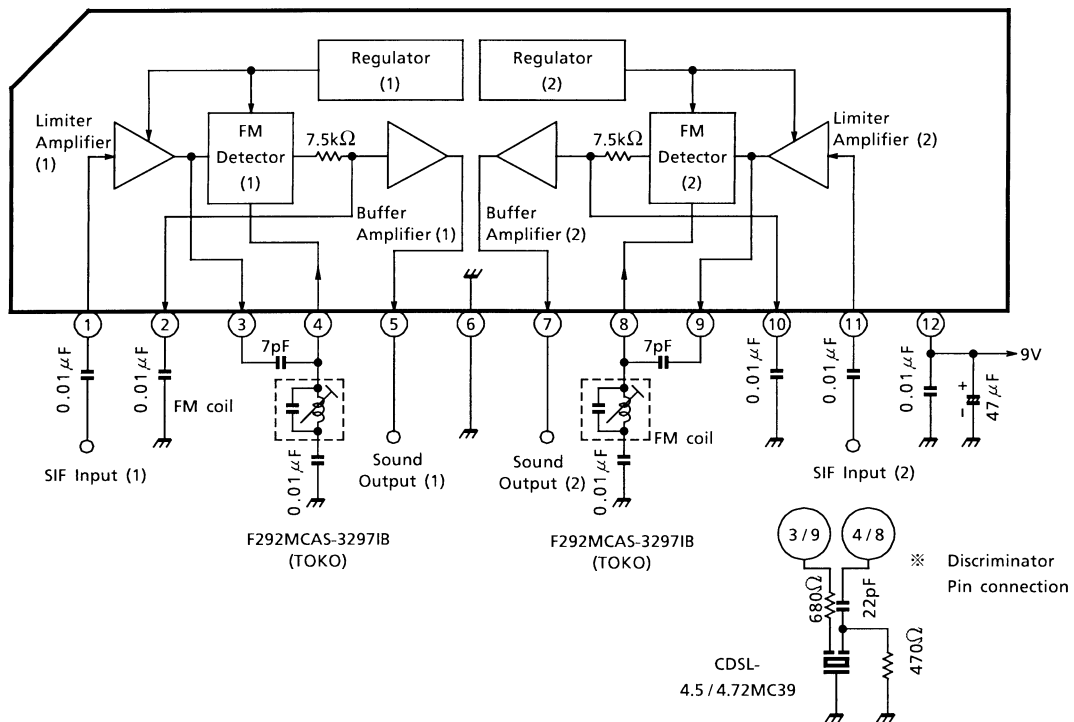 Regulator
(1)
Regulator
(2)
Limiter
Amplifier
(1)
FM
Detector
(1)
7.5kΩ
7.5kΩ
FM
Detector
(2)
Limiter
Amplifier (2)
Buffer
Amplifier (1)
Buffer
Amplifier (2)
1
2
3
4
5
6
7
8
9
10
11
12
0.01μF
0.01μF
7pF
7pF
0.01μF
0.01μF
0.01μF
+
-
47μF
9V
FM coil
FM coil
SIF Input (1)
0.01μF
Sound
Output (1)
Sound
Output (2)
0.01μF
SIF Input (2)
F292MCAS-3297IB
(TOKO)
F292MCAS-3297IB
(TOKO)
3/9
4/8
※ Discriminator
Pin connection
680Ω
22pF
470Ω
CDSL-
4.5/4.72MC39